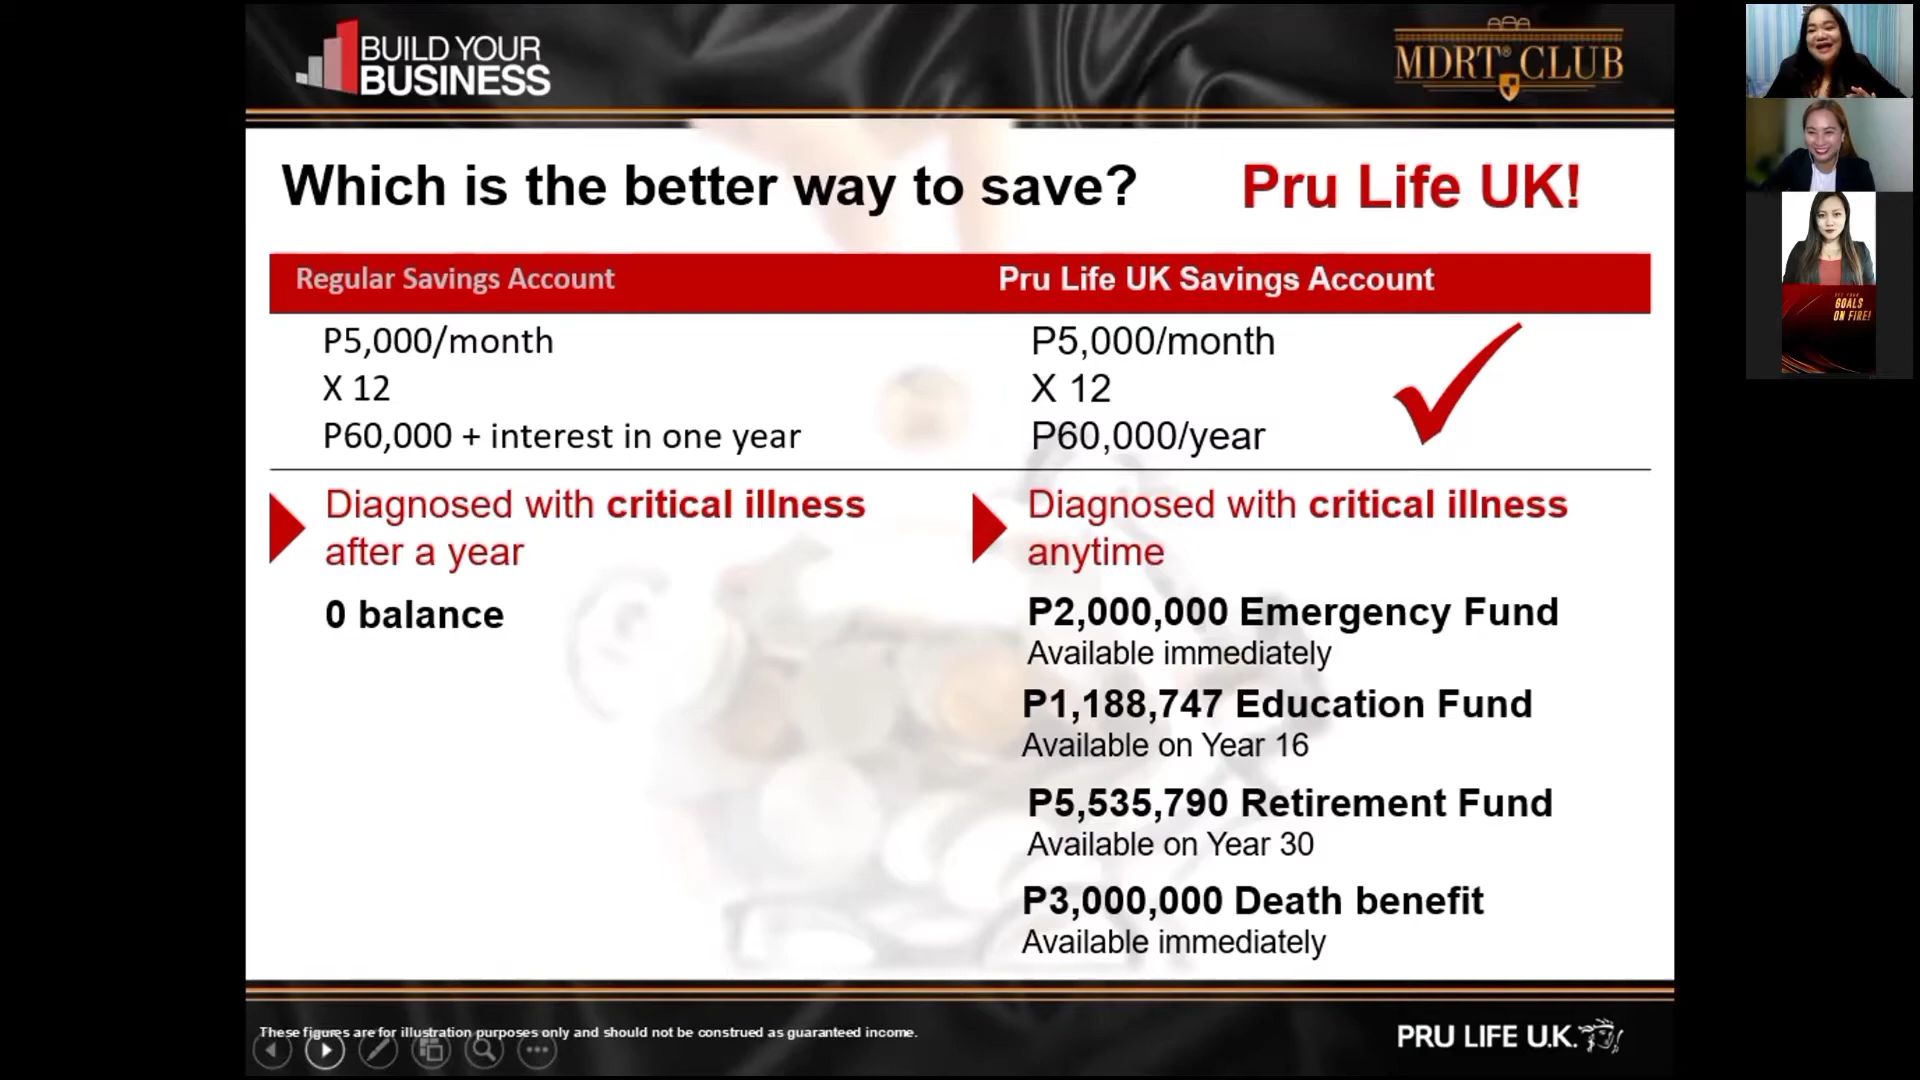 BUILD YOUR
BUSINESS
MDRT® CLUB
Which is the better way to save? Pru Life UK!
Regular Savings Account
Pru Life UK Savings Account
P5,000/month
X 12
P60,000 + interest in one year
P5,000/month
X 12
P60,000/year
Diagnosed with critical illness
after a year
0 balance
Diagnosed with critical illness
anytime
P2,000,000 Emergency Fund
Available immediately
P1,188,747 Education Fund
Available on Year 16
P5,535,790 Retirement Fund
Available on Year 30
P3,000,000 Death benefit
Available immediately
These figures are for illustration purposes only and should not be construed as guaranteed income.
PRU LIFE U.K.
GOALS
ON FIRE!